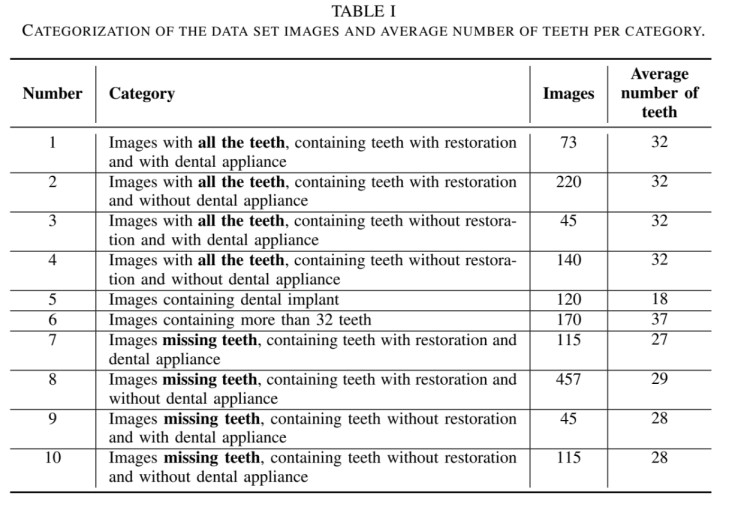 TABLE I
CATEGORIZATION OF THE DATA SET IMAGES AND AVERAGE NUMBER OF TEETH PER CATEGORY.
Number Category Images Average number of teeth
1 Images with all the teeth, containing teeth with restoration
and with dental appliance 73 32
2 Images with all the teeth, containing teeth with restoration
and without dental appliance 220 32
3 Images with all the teeth, containing teeth without restora-
tion and with dental appliance 45 32
4 Images with all the teeth, containing teeth without restora-
tion and without dental appliance 140 32
5 Images containing dental implant 120 18
6 Images containing more than 32 teeth 170 37
7 Images missing teeth, containing teeth with restoration and
dental appliance 115 27
8 Images missing teeth, containing teeth with restoration and
without dental appliance 457 29
9 Images missing teeth, containing teeth without restoration
and with dental appliance 45 28
10 Images missing teeth, containing teeth without restoration
and without dental appliance 115 28